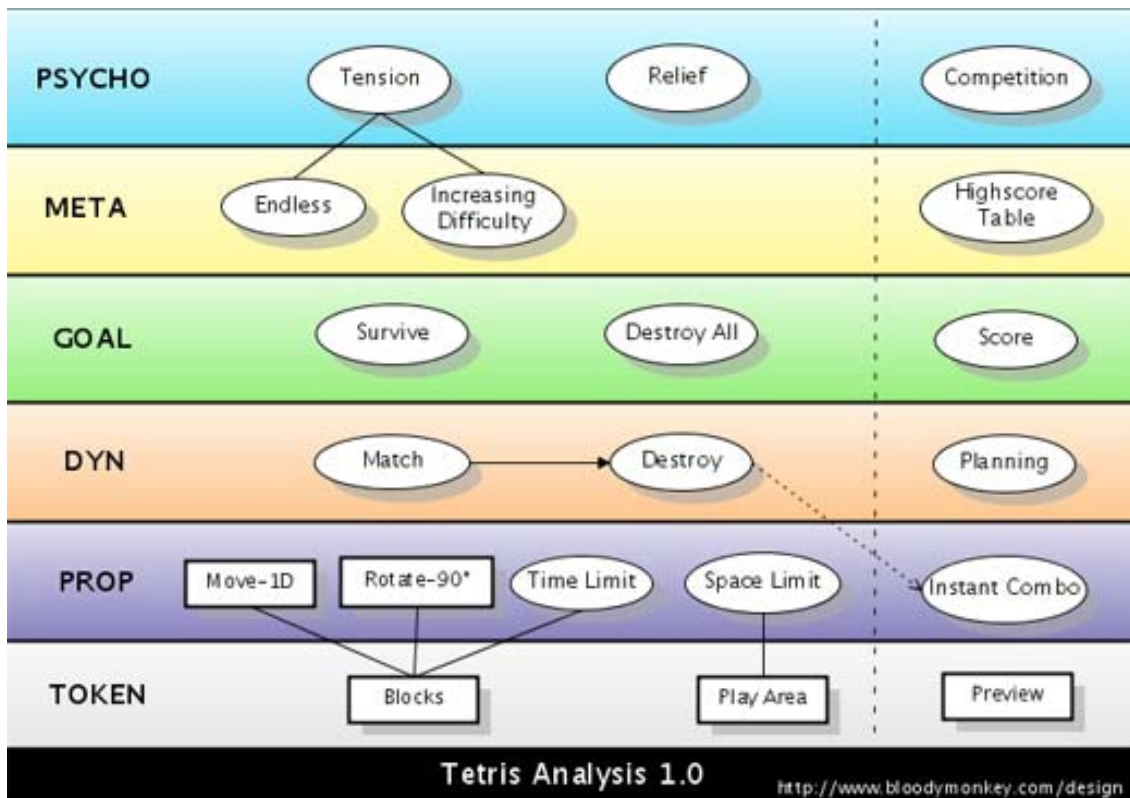 PSYCHO
Tension
Relief
Competition
META
Endless
Increasing
Difficulty
Highscore
Table
GOAL
Survive
Destroy All
Score
DYN
Match
Destroy
Planning
PROP
Move-1D
Rotate-90°
Time Limit
Space Limit
Instant Combo
TOKEN
Blocks
Play Area
Preview
Tetris Analysis 1.0
http://www.bloodymonkey.com/design